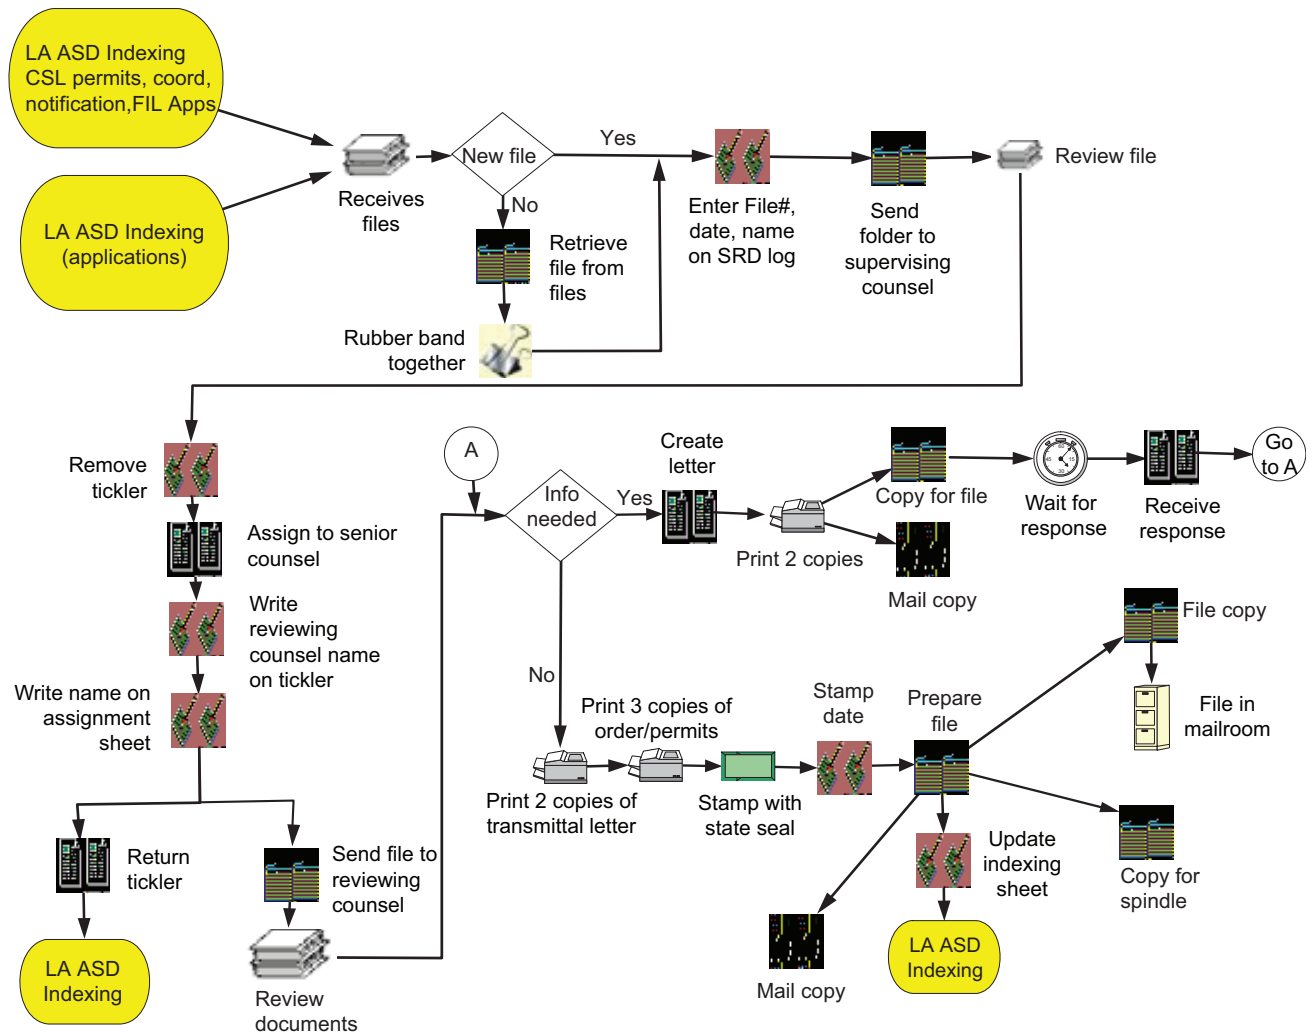 LA ASD Indexing
CSL permits, coord,
notification,FIL Apps
LA ASD Indexing
(applications)
Receives
files
New file
Yes
No
Retrieve
file from
files
Rubber band
together
Enter File#,
date, name
on SRD log
Send
folder to
supervising
counsel
Review file
Remove
tickler
Assign to senior
counsel
Write
reviewing
counsel name
on tickler
Write name on
assignment
sheet
Return
tickler
LA ASD
Indexing
Send file to
reviewing
counsel
Review
documents
A
Info
needed
Yes
No
Create
letter
Print 2 copies
Copy for file
Mail copy
60
45
15
30
Wait for
response
Receive
response
Go
to A
Print 2 copies of
transmittal letter
Print 3 copies of
order/permits
Stamp with
state seal
Stamp
date
Prepare
file
File copy
File in
mailroom
Copy for
spindle
Update
indexing
sheet
LA ASD
Indexing
Mail copy